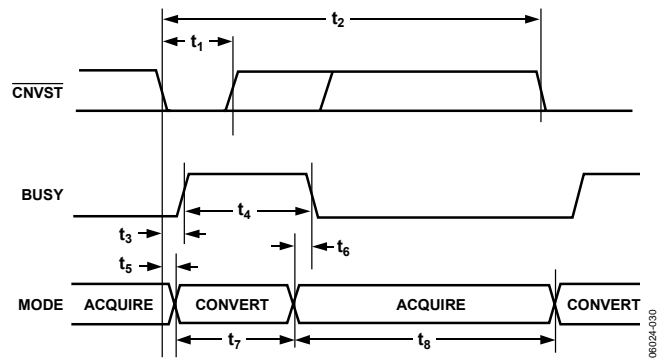 t2
t1
CNVST
BUSY
t4
t3
t6
t5
MODE ACQUIRE CONVERT ACQUIRE CONVERT
t7 t8
06024-030